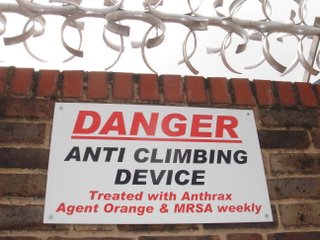 DANGER
ANTI CLIMBING
DEVICE
Treated with Anthrax
Agent Orange & MRSA weekly